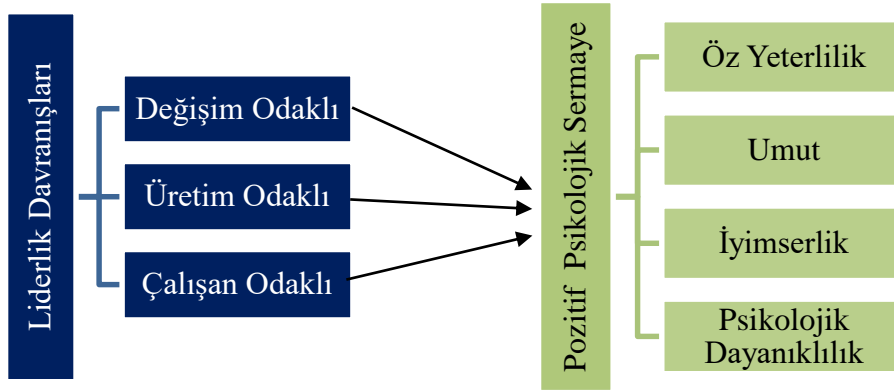 Liderlik Davranışları
Değişim Odaklı
Üretim Odaklı
Çalışan Odaklı
Pozitif Psikolojik Sermaye
Öz Yeterlilik
Umut
İyimserlik
Psikolojik
Dayanıklılık